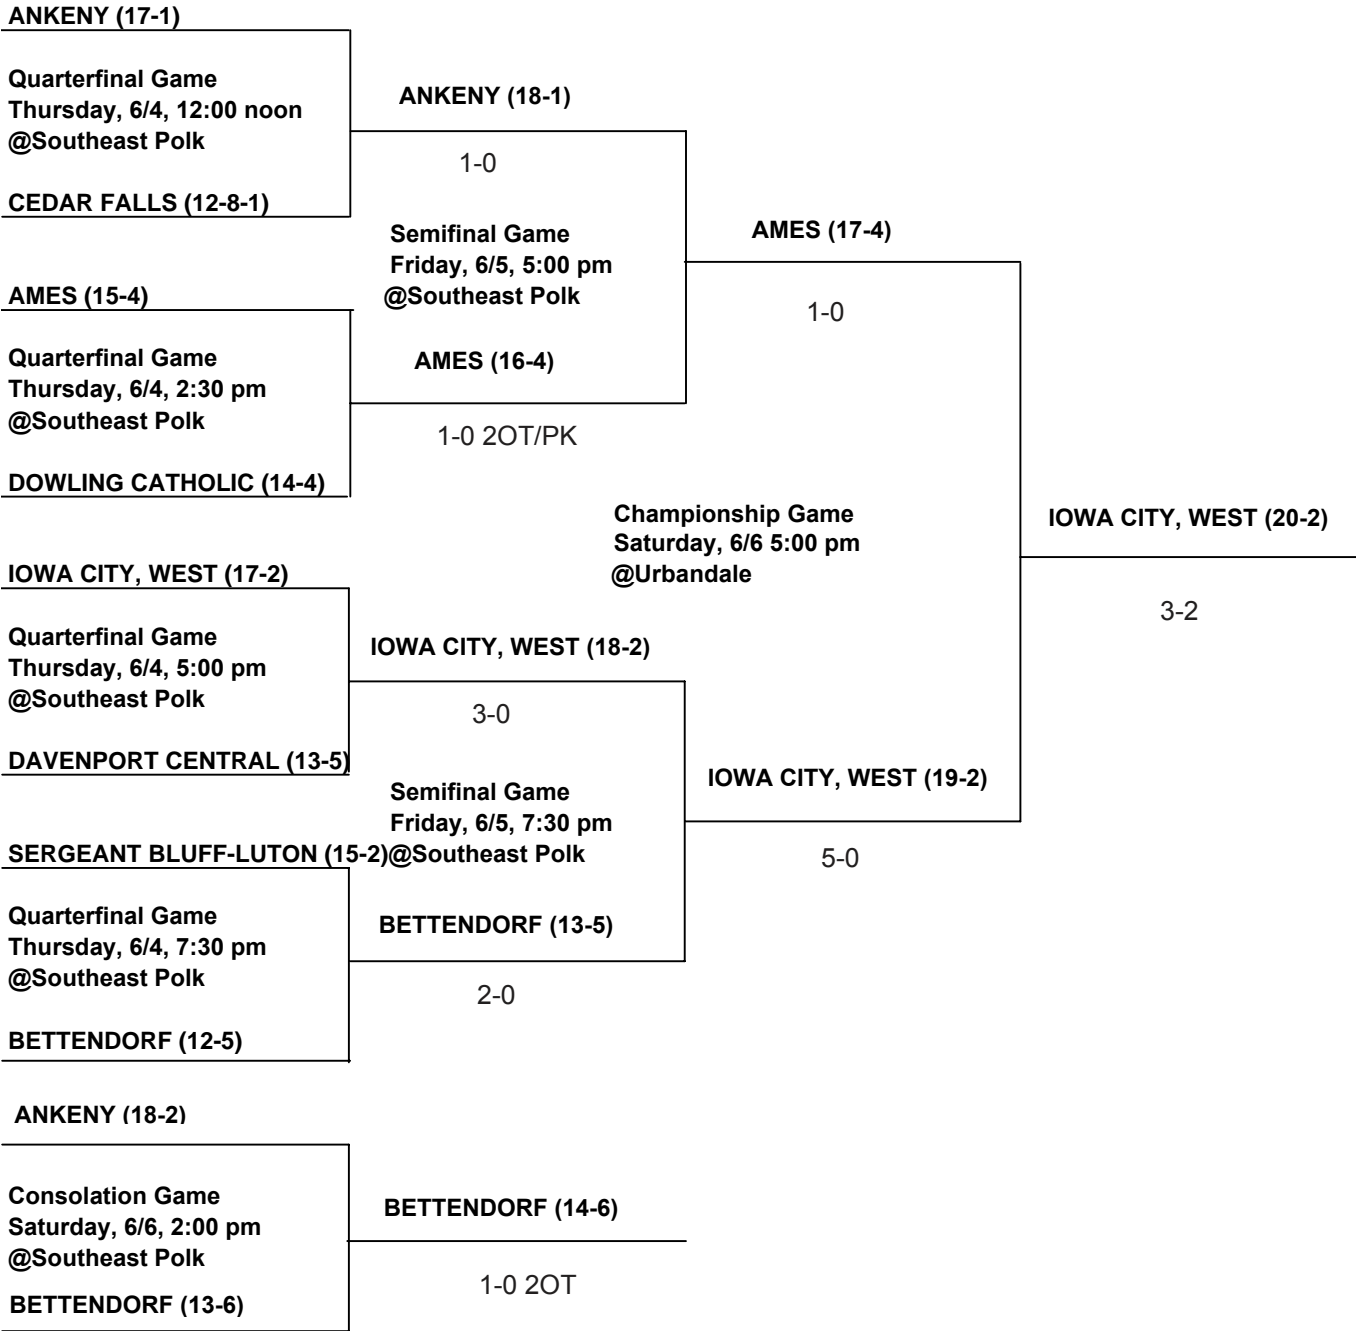 ANKENY (17-1)
Quarterfinal Game
Thursday, 6/4, 12:00 noon
@Southeast Polk
CEDAR FALLS (12-8-1)
ANKENY (18-1)
1-0
AMES (15-4)
Quarterfinal Game
Thursday, 6/4, 2:30 pm
@Southeast Polk
DOWLING CATHOLIC (14-4)
AMES (16-4)
1-0 2OT/PK
Semifinal Game
Friday, 6/5, 5:00 pm
@Southeast Polk
AMES (17-4)
1-0
IOWA CITY, WEST (17-2)
Quarterfinal Game
Thursday, 6/4, 5:00 pm
@Southeast Polk
DAVENPORT CENTRAL (13-5)
IOWA CITY, WEST (18-2)
3-0
SERGEANT BLUFF-LUTON (15-2)
Quarterfinal Game
Thursday, 6/4, 7:30 pm
@Southeast Polk
BETTENDORF (12-5)
BETTENDORF (13-5)
2-0
Semifinal Game
Friday, 6/5, 7:30 pm
@Southeast Polk
IOWA CITY, WEST (19-2)
5-0
Championship Game
Saturday, 6/6 5:00 pm
@Urbandale
IOWA CITY, WEST (20-2)
3-2
ANKENY (18-2)
Consolation Game
Saturday, 6/6, 2:00 pm
@Southeast Polk
BETTENDORF (13-6)
BETTENDORF (14-6)
1-0 2OT